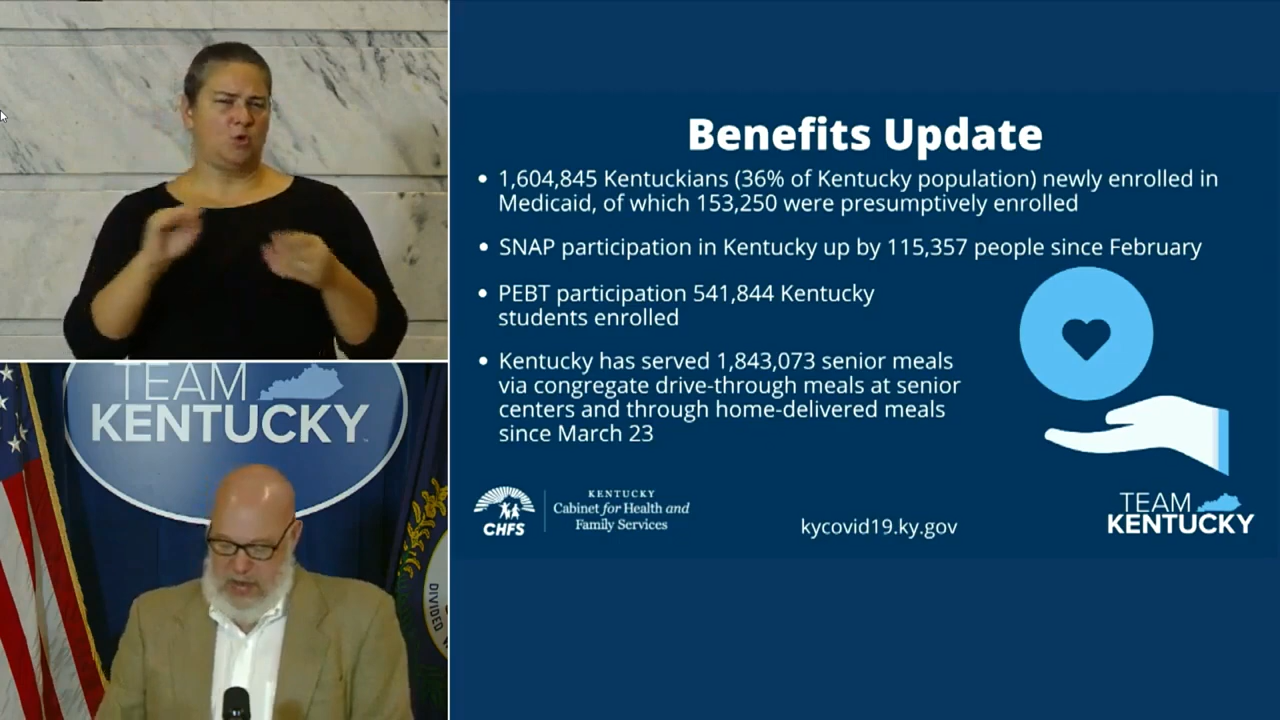 Benefits Update
• 1,604,845 Kentuckians (36% of Kentucky population) newly enrolled in
Medicaid, of which 153,250 were presumptively enrolled
• SNAP participation in Kentucky up by 115,357 people since February
• PEBT participation 541,844 Kentucky
students enrolled
• Kentucky has served 1,843,073 senior meals
via congregate drive-through meals at senior
centers and through home-delivered meals
since March 23
CHFS
KENTUCKY
Cabinet for Health and
Family Services
kycovid19.ky.gov
TEAM
KENTUCKY
TEAM
KENTUCKY
DIVIDED